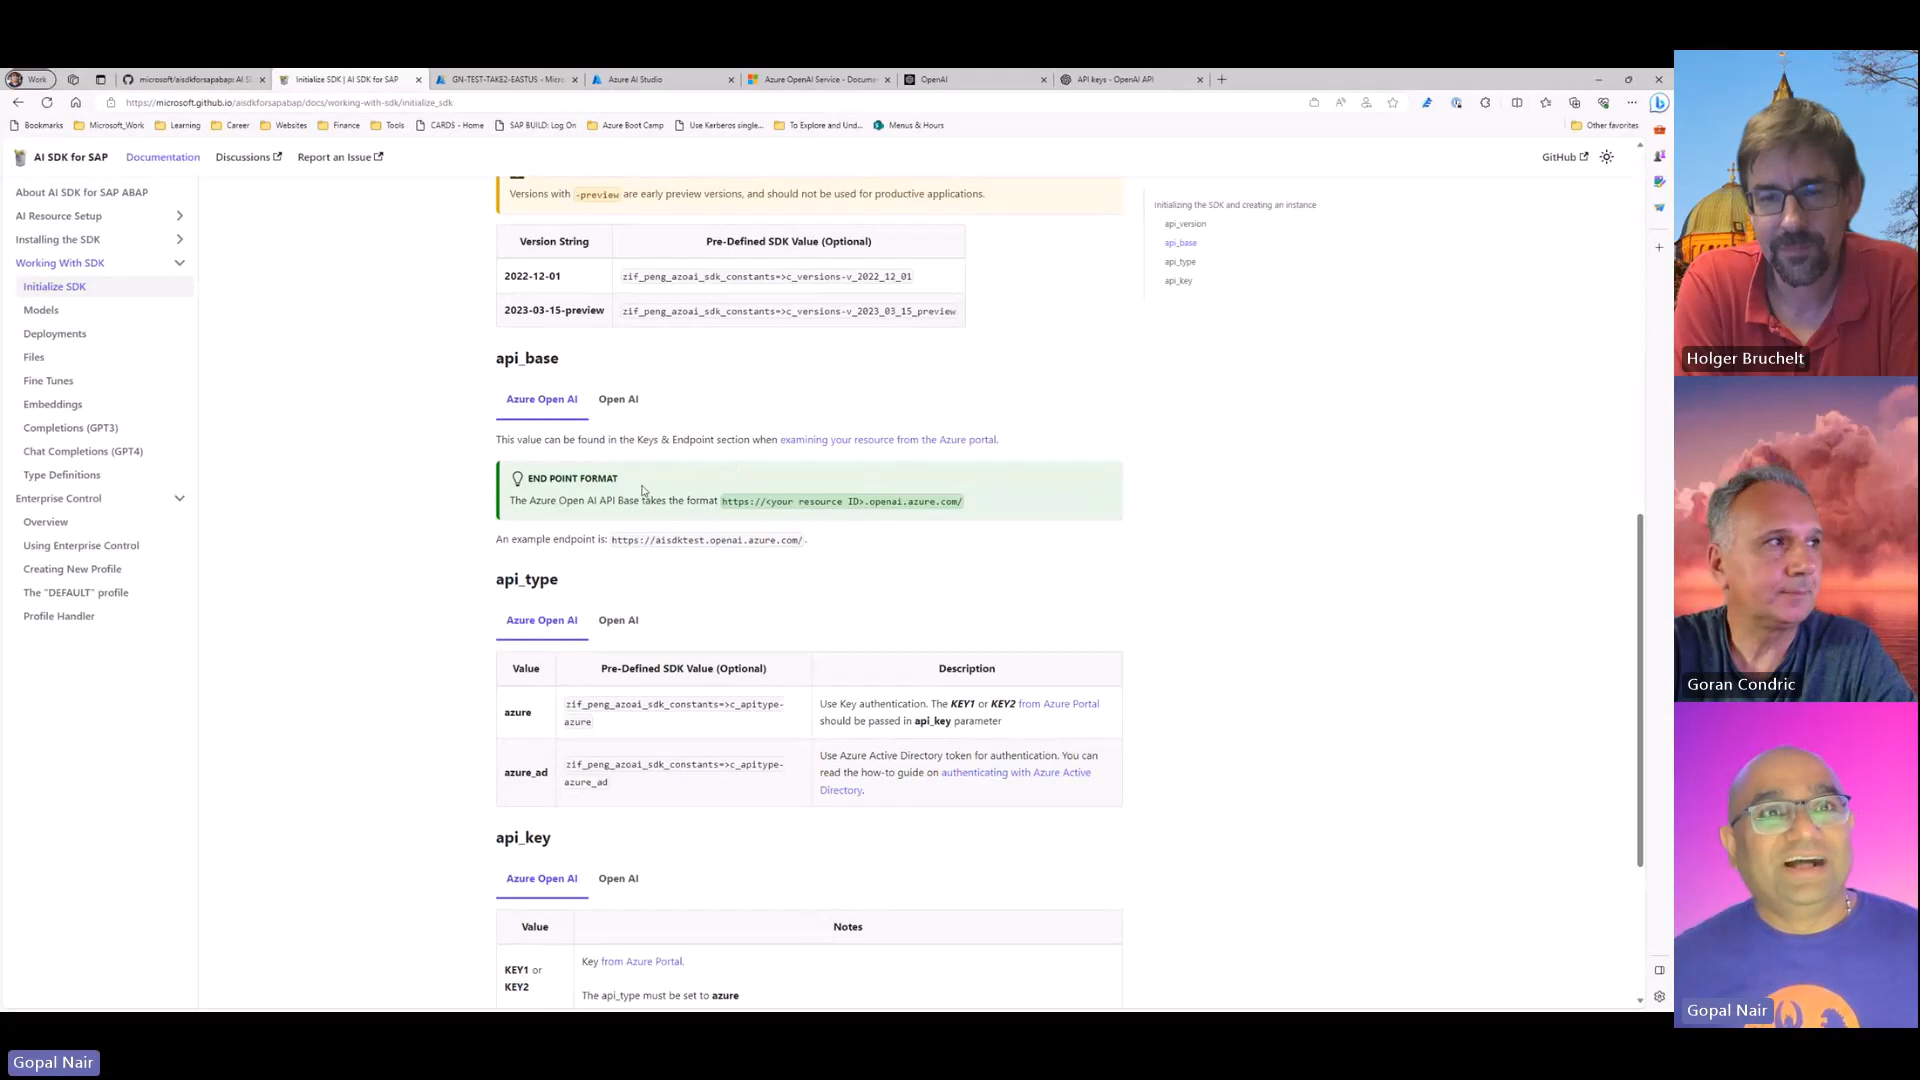 Work
microsoft/aisdkforsapabap: AI S
Initialize SDK | AI SDK for SAP
GN-TEST-TAKE2-EASTUS - Micro
Azure AI Studio
Azure OpenAI Service - Docume
OpenAI
API keys - OpenAI API
https://microsoft.github.io/aisdkforsapabap/docs/working-with-sdk/initialize_sdk
Bookmarks
Microsoft_Work
Learning
Career
Websites
Finance
Tools
CARDS - Home
SAP BUILD: Log On
Azure Boot Camp
Use Kerberos single...
To Explore and Und...
Menus & Hours
Other favorites
AI SDK for SAP
Documentation
Discussions
Report an Issue
GitHub
About AI SDK for SAP ABAP
AI Resource Setup
Installing the SDK
Working With SDK
Initialize SDK
Models
Deployments
Files
Fine Tunes
Embeddings
Completions (GPT3)
Chat Completions (GPT4)
Type Definitions
Enterprise Control
Overview
Using Enterprise Control
Creating New Profile
The "DEFAULT" profile
Profile Handler
Versions with -preview are early preview versions, and should not be used for productive applications.
Version String
Pre-Defined SDK Value (Optional)
2022-12-01
zif_peng_azoai_sdk_constants=>c_versions-v_2022_12_01
2023-03-15-preview
zif_peng_azoai_sdk_constants=>c_versions-v_2023_03_15_preview
api_base
Azure Open AI
Open AI
This value can be found in the Keys & Endpoint section when examining your resource from the Azure portal.
END POINT FORMAT
The Azure Open AI API Base takes the format https://<your resource ID>.openai.azure.com/
An example endpoint is: https://aisdktest.openai.azure.com/.
api_type
Azure Open AI
Open AI
Value
Pre-Defined SDK Value (Optional)
Description
azure
zif_peng_azoai_sdk_constants=>c_apitype-
azure
Use Key authentication. The KEY1 or KEY2 from Azure Portal
should be passed in api_key parameter
azure_ad
zif_peng_azoai_sdk_constants=>c_apitype-
azure_ad
Use Azure Active Directory token for authentication. You can
read the how-to guide on authenticating with Azure Active
Directory.
api_key
Azure Open AI
Open AI
Value
Notes
KEY1 or
KEY2
Key from Azure Portal.
The api_type must be set to azure
Initializing the SDK and creating an instance
api_version
api_base
api_type
api_key
Holger Bruchelt
Goran Condric
Gopal Nair
Gopal Nair